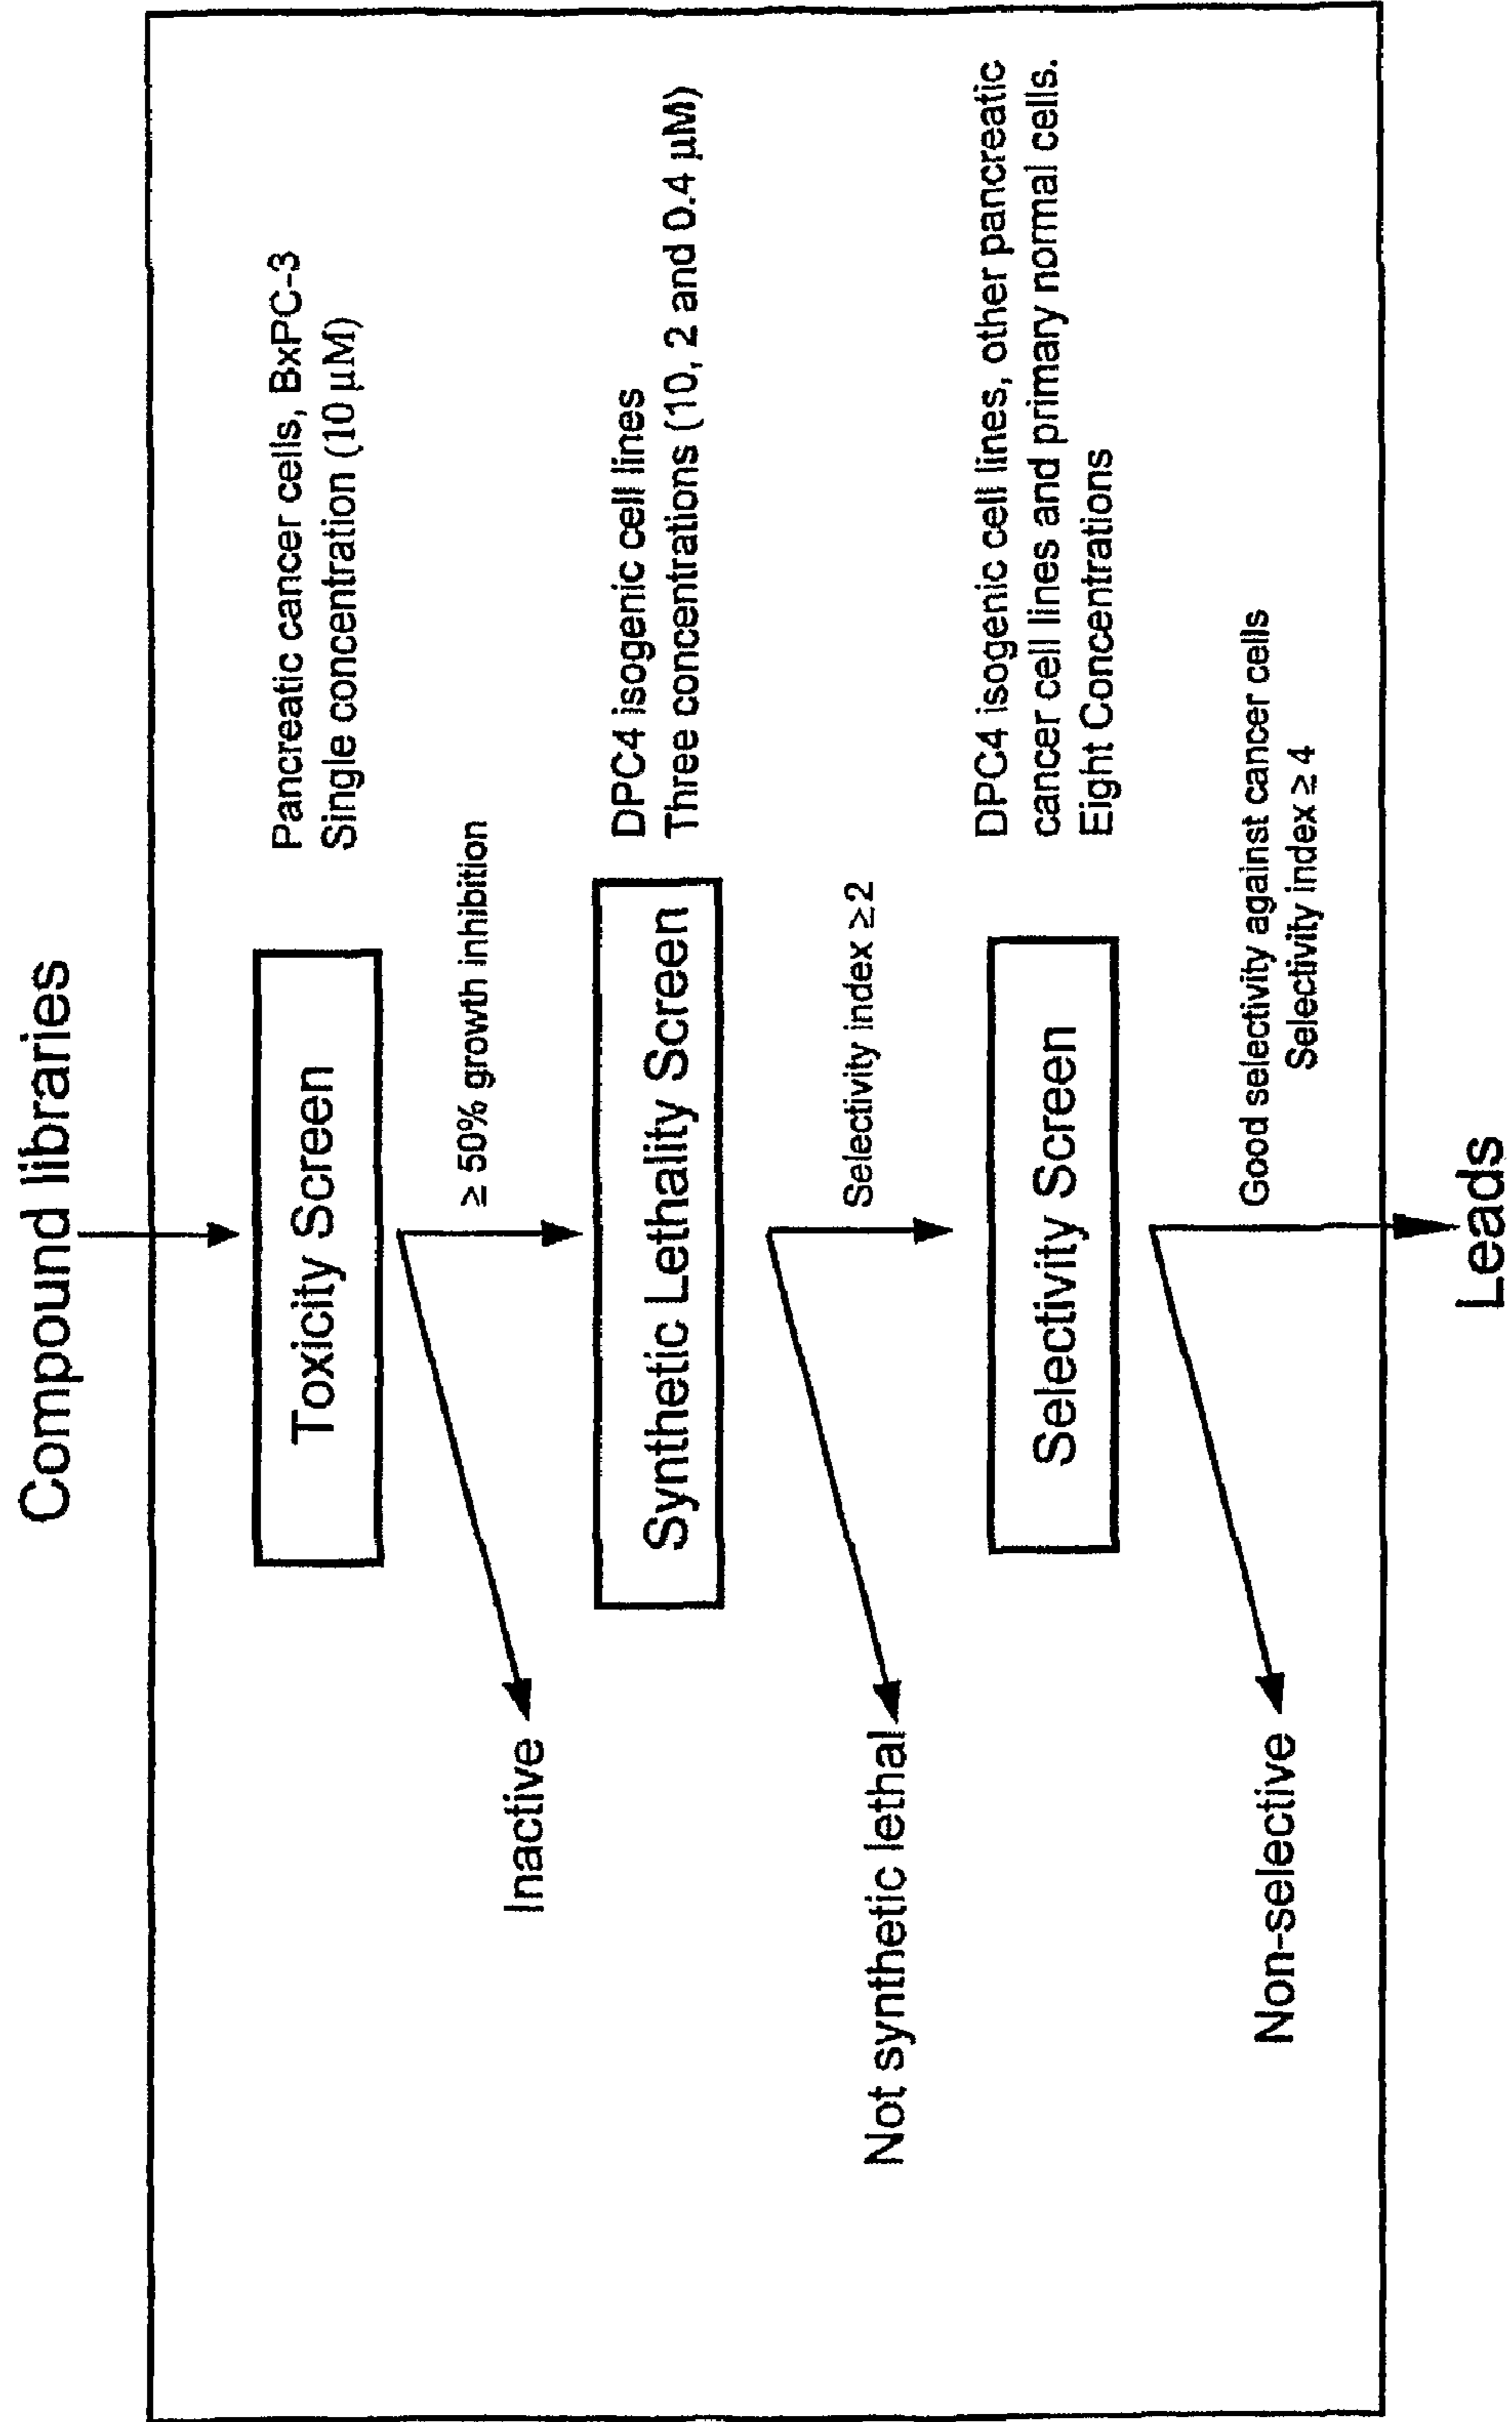 Compound libraries
Toxicity Screen
Pancreatic cancer cells, BxPC-3
Single concentration (10 μM)
≥ 50% growth inhibition
Inactive
Synthetic Lethality Screen
DPC4 isogenic cell lines
Three concentrations (10, 2 and 0.4 μM)
Selectivity index ≥2
Not synthetic lethal
Selectivity Screen
DPC4 isogenic cell lines, other pancreatic
cancer cell lines and primary normal cells.
Eight Concentrations
Good selectivity against cancer cells
Selectivity index ≥ 4
Non-selective
Leads